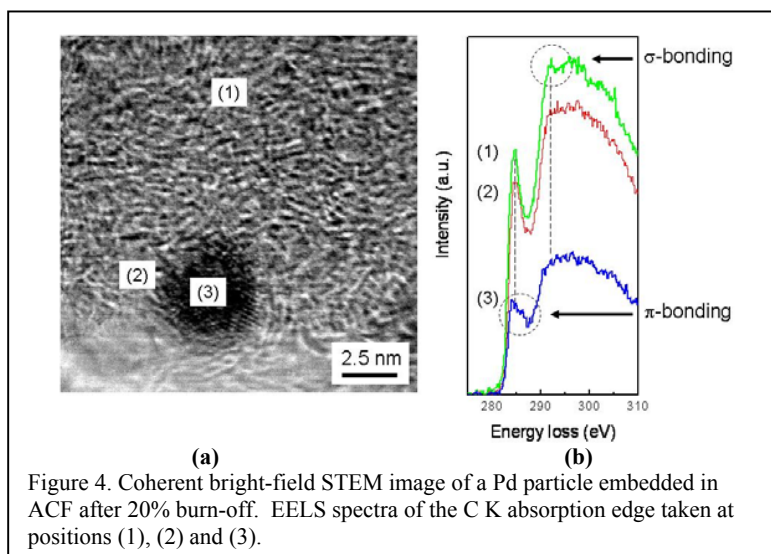 (1)
(2)
(3)
2.5 nm
(a)
Intensity (a.u.)
σ-bonding
(1)
(2)
(3)
π-bonding
280 290 300 310
Energy loss (eV)
(b)
Figure 4. Coherent bright-field STEM image of a Pd particle embedded in
ACF after 20% burn-off.  EELS spectra of the C K absorption edge taken at
positions (1), (2) and (3).